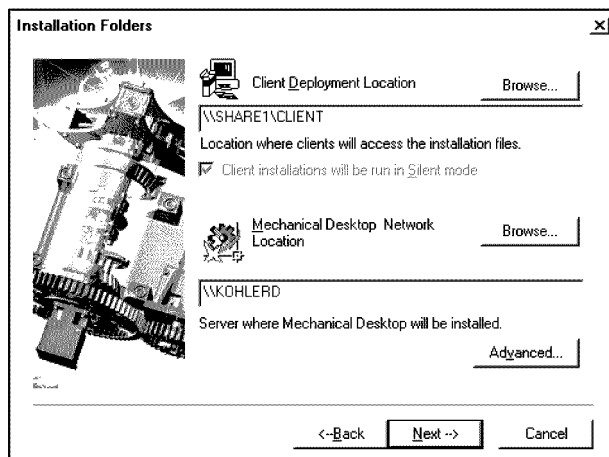 Installation Folders
Client Deployment Location
Browse...
\\SHARE1\CLIENT
Location where clients will access the installation files.
Client installations will be run in Silent mode
Mechanical Desktop Network
Location
Browse...
\\KOHLERD
Server where Mechanical Desktop will be installed.
Advanced...
<--Back
Next -->
Cancel